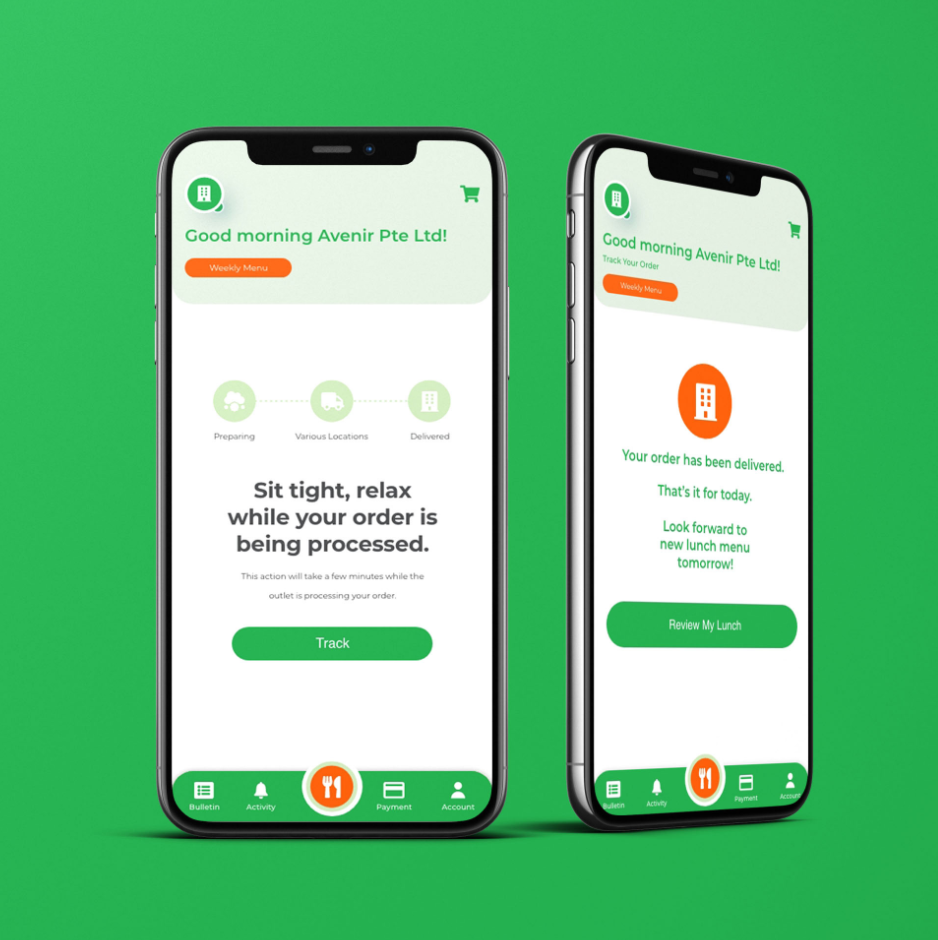 Good morning Avenir Pte Ltd!
Weekly Menu
Preparing
Various Locations
Delivered
Sit tight, relax
while your order is
being processed.
This action will take a few minutes while the
outlet is processing your order.
Track
Bulletin
Activity
Payment
Account
Good morning Avenir Pte Ltd!
Track Your Order
Weekly Menu
Your order has been delivered.
That's it for today.
Look forward to
new lunch menu
tomorrow!
Review My Lunch
Bulletin
Activity
Payment
Account